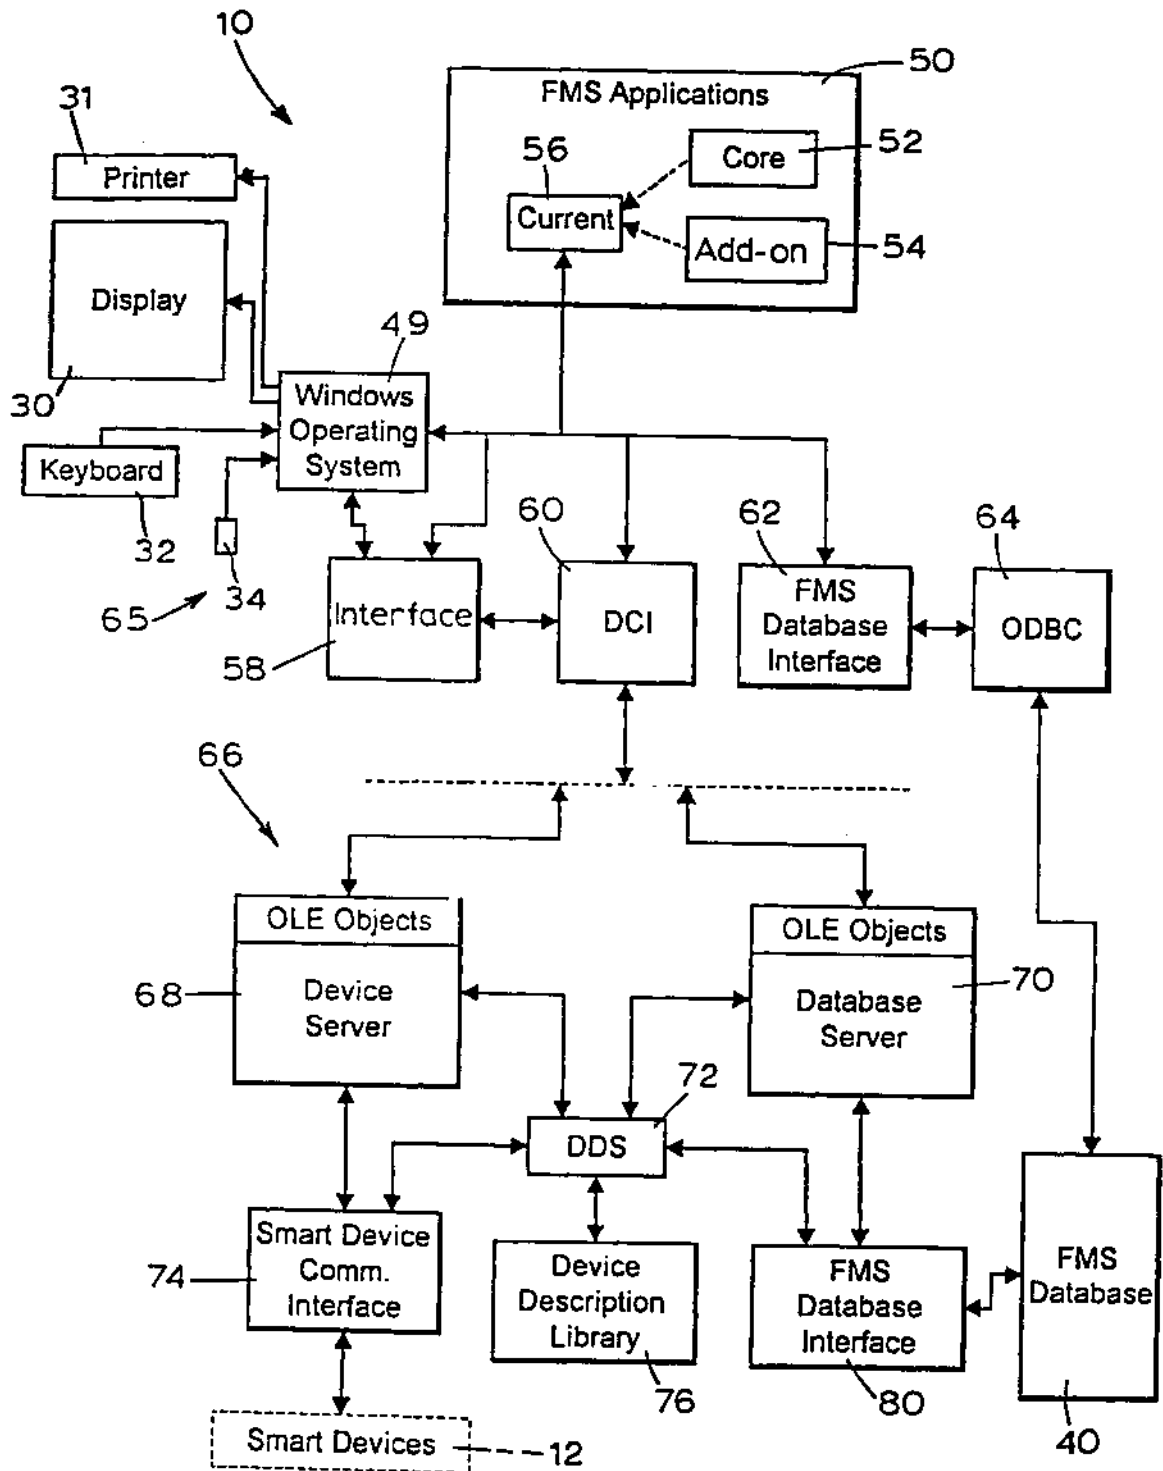 10
50
FMS Applications
31
Printer
56
Core
52
Current
Add-on
54
Display
49
30
Windows
Operating
System
Keyboard
32
34
65
60
62
64
Interface
58
DCI
FMS
Database
Interface
ODBC
66
OLE Objects
OLE Objects
68
Device
Server
70
Database
Server
72
DDS
74
Smart Device
Comm.
Interface
Device
Description
Library
76
FMS
Database
Interface
80
FMS
Database
40
Smart Devices
12